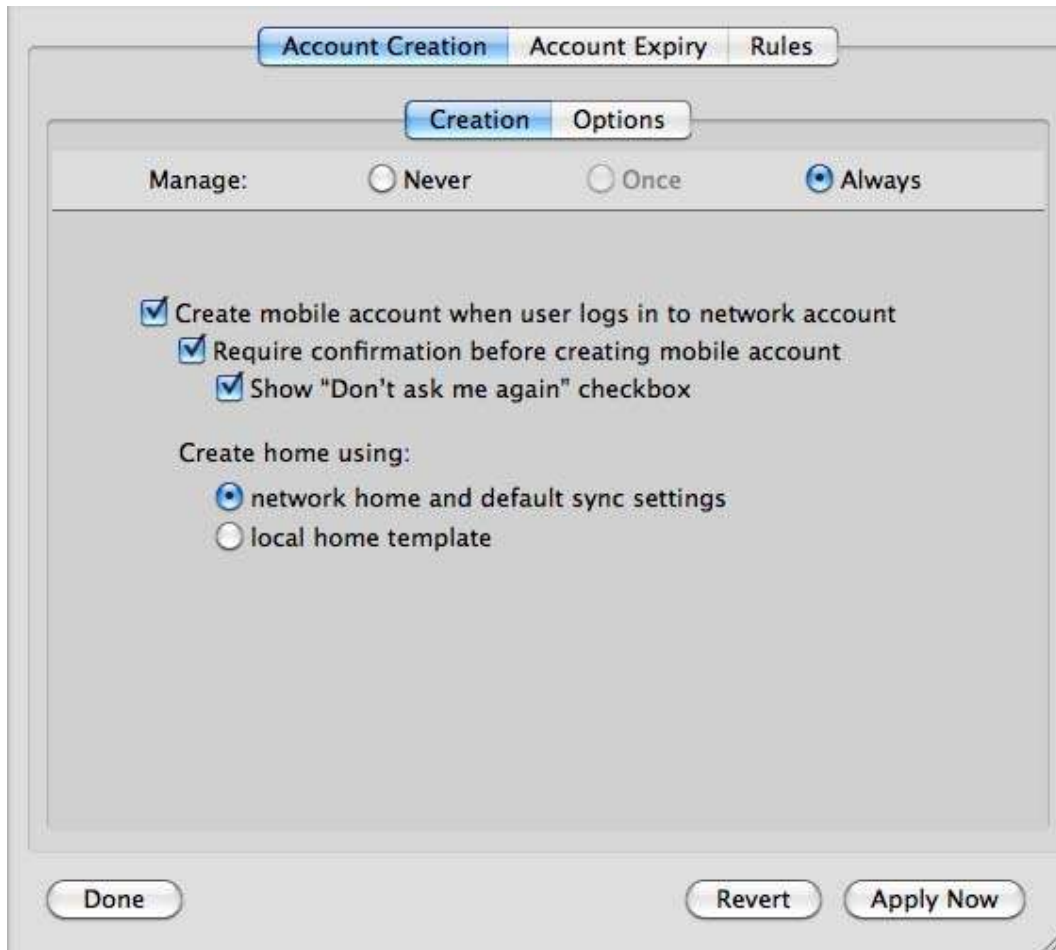 Account Creation Account Expiry Rules
Creation Options
Manage: Never Once Always
Create mobile account when user logs in to network account
Require confirmation before creating mobile account
Show “Don’t ask me again” checkbox
Create home using:
network home and default sync settings
local home template
Done Revert Apply Now